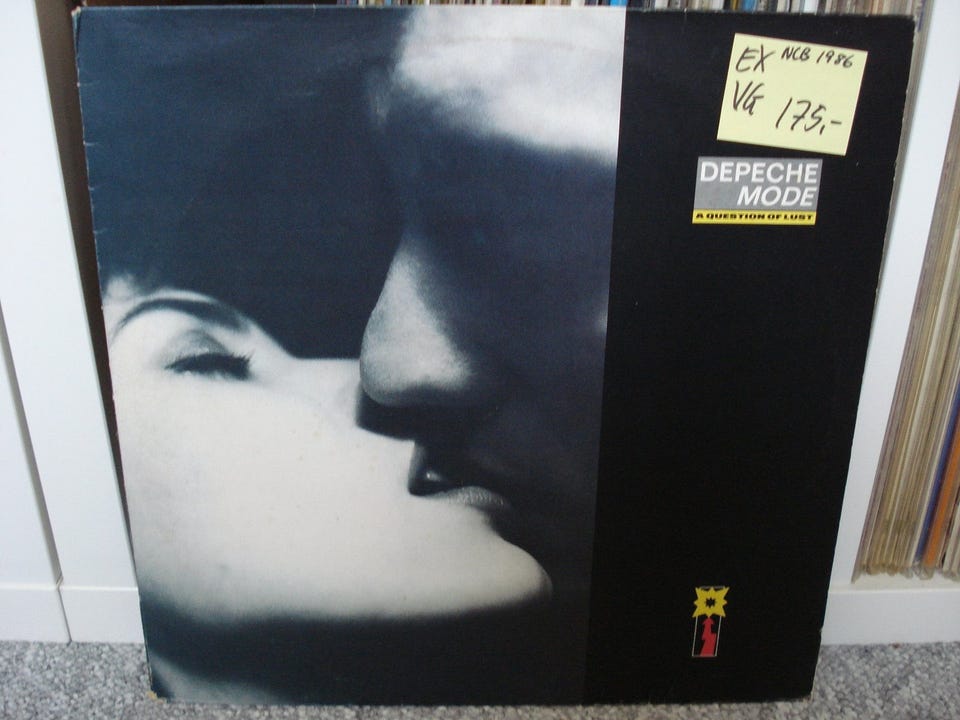 EX NCB 1986
VG 175,-
DEPECHE
MODE
A QUESTION OF LUST